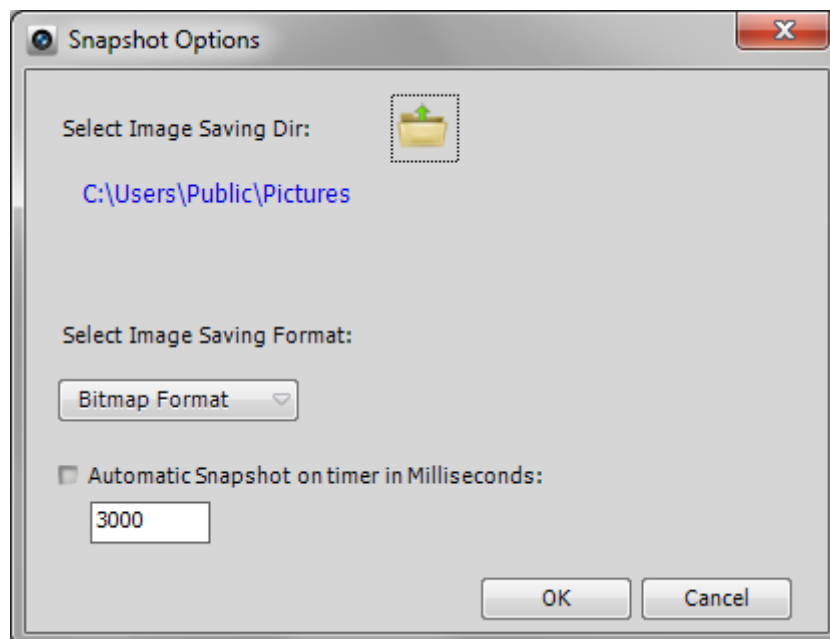 Snapshot Options
Select Image Saving Dir:
C:\Users\Public\Pictures
Select Image Saving Format:
Bitmap Format
Automatic Snapshot on timer in Milliseconds:
3000
OK Cancel